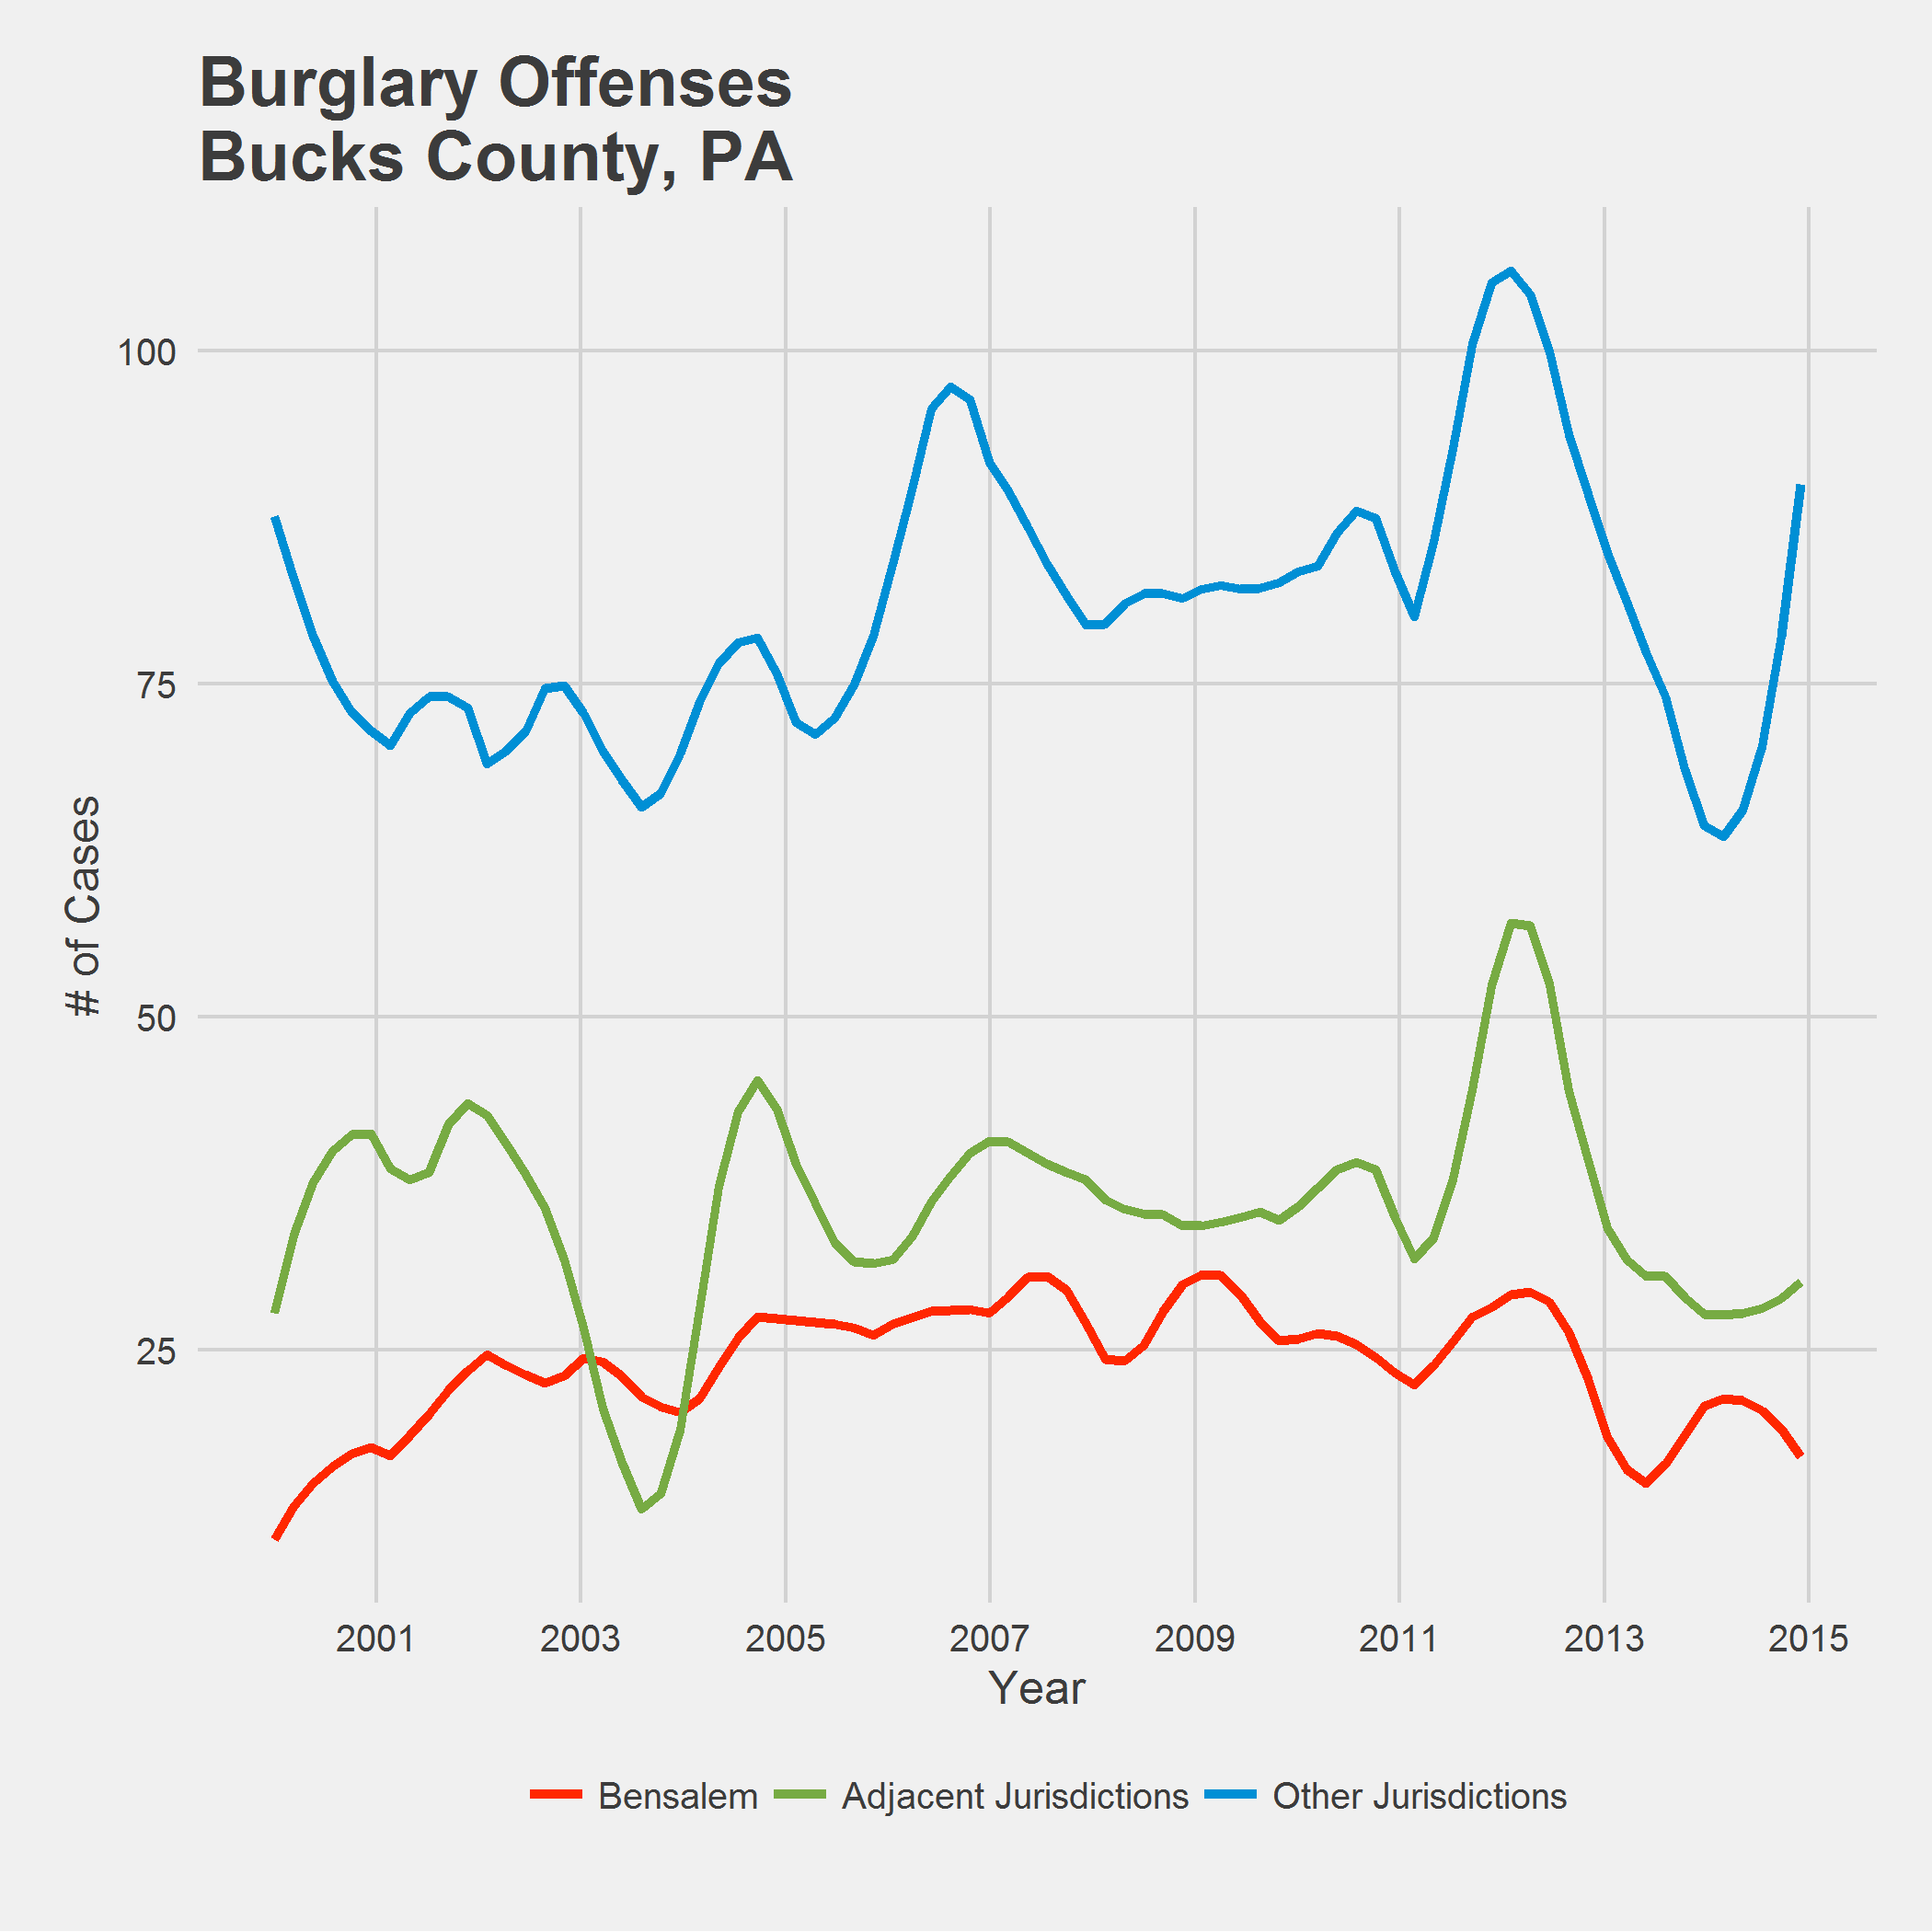 Burglary Offenses
Bucks County, PA
100
75
50
25
# of Cases
2001 2003 2005 2007 2009 2011 2013 2015
Year
Bensalem Adjacent Jurisdictions Other Jurisdictions